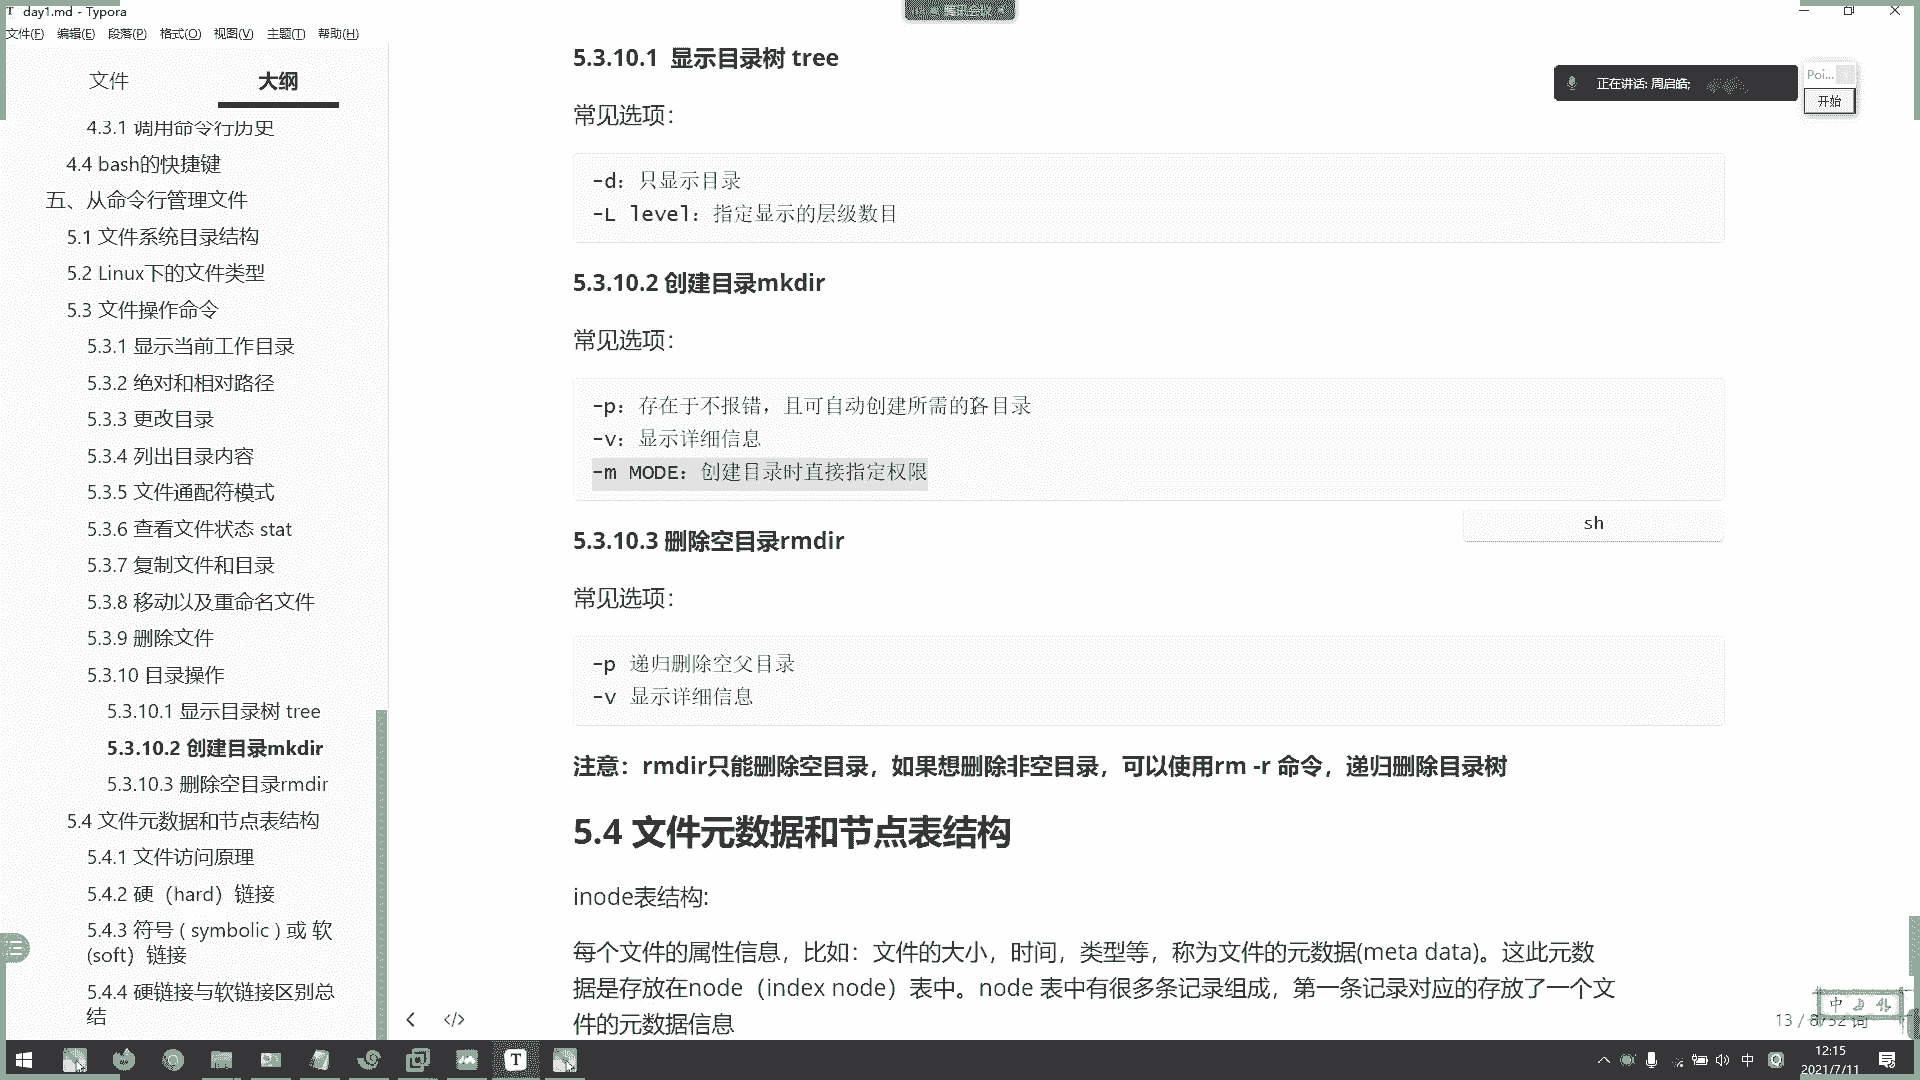 day1.md - Typora
腾讯会议
文件(F) 编辑(E) 段落(P) 格式(O) 视图(V) 主题(T) 帮助(H)
文件 大纲
4.3.1 调用命令行历史
4.4 bash的快捷键
五、从命令行管理文件
5.1 文件系统目录结构
5.2 Linux下的文件类型
5.3 文件操作命令
5.3.1 显示当前工作目录
5.3.2 绝对和相对路径
5.3.3 更改目录
5.3.4 列出目录内容
5.3.5 文件通配符模式
5.3.6 查看文件状态 stat
5.3.7 复制文件和目录
5.3.8 移动以及重命名文件
5.3.9 删除文件
5.3.10 目录操作
5.3.10.1 显示目录树 tree
5.3.10.2 创建目录mkdir
5.3.10.3 删除空目录rmdir
5.4 文件元数据和节点表结构
5.4.1 文件访问原理
5.4.2 硬（hard）链接
5.4.3 符号 ( symbolic ) 或 软
(soft）链接
5.4.4 硬链接与软链接区别总
结
5.3.10.1 显示目录树 tree
常见选项：
-d：只显示目录
-L level：指定显示的层级数目
5.3.10.2 创建目录mkdir
常见选项：
-p：存在于不报错，且可自动创建所需的各目录
-v：显示详细信息
-m MODE：创建目录时直接指定权限
sh
5.3.10.3 删除空目录rmdir
常见选项：
-p 递归删除空父目录
-v 显示详细信息
注意：rmdir只能删除空目录，如果想删除非空目录，可以使用rm -r 命令，递归删除目录树
5.4 文件元数据和节点表结构
inode表结构:
每个文件的属性信息，比如：文件的大小，时间，类型等，称为文件的元数据(meta data)。这此元数
据是存放在node（index node）表中。node 表中有很多条记录组成，第一条记录对应的存放了一个文
件的元数据信息
正在讲话: 周启皓;
Poi...
开始
中
13 / 8752 词
中
12:15
2021/7/11